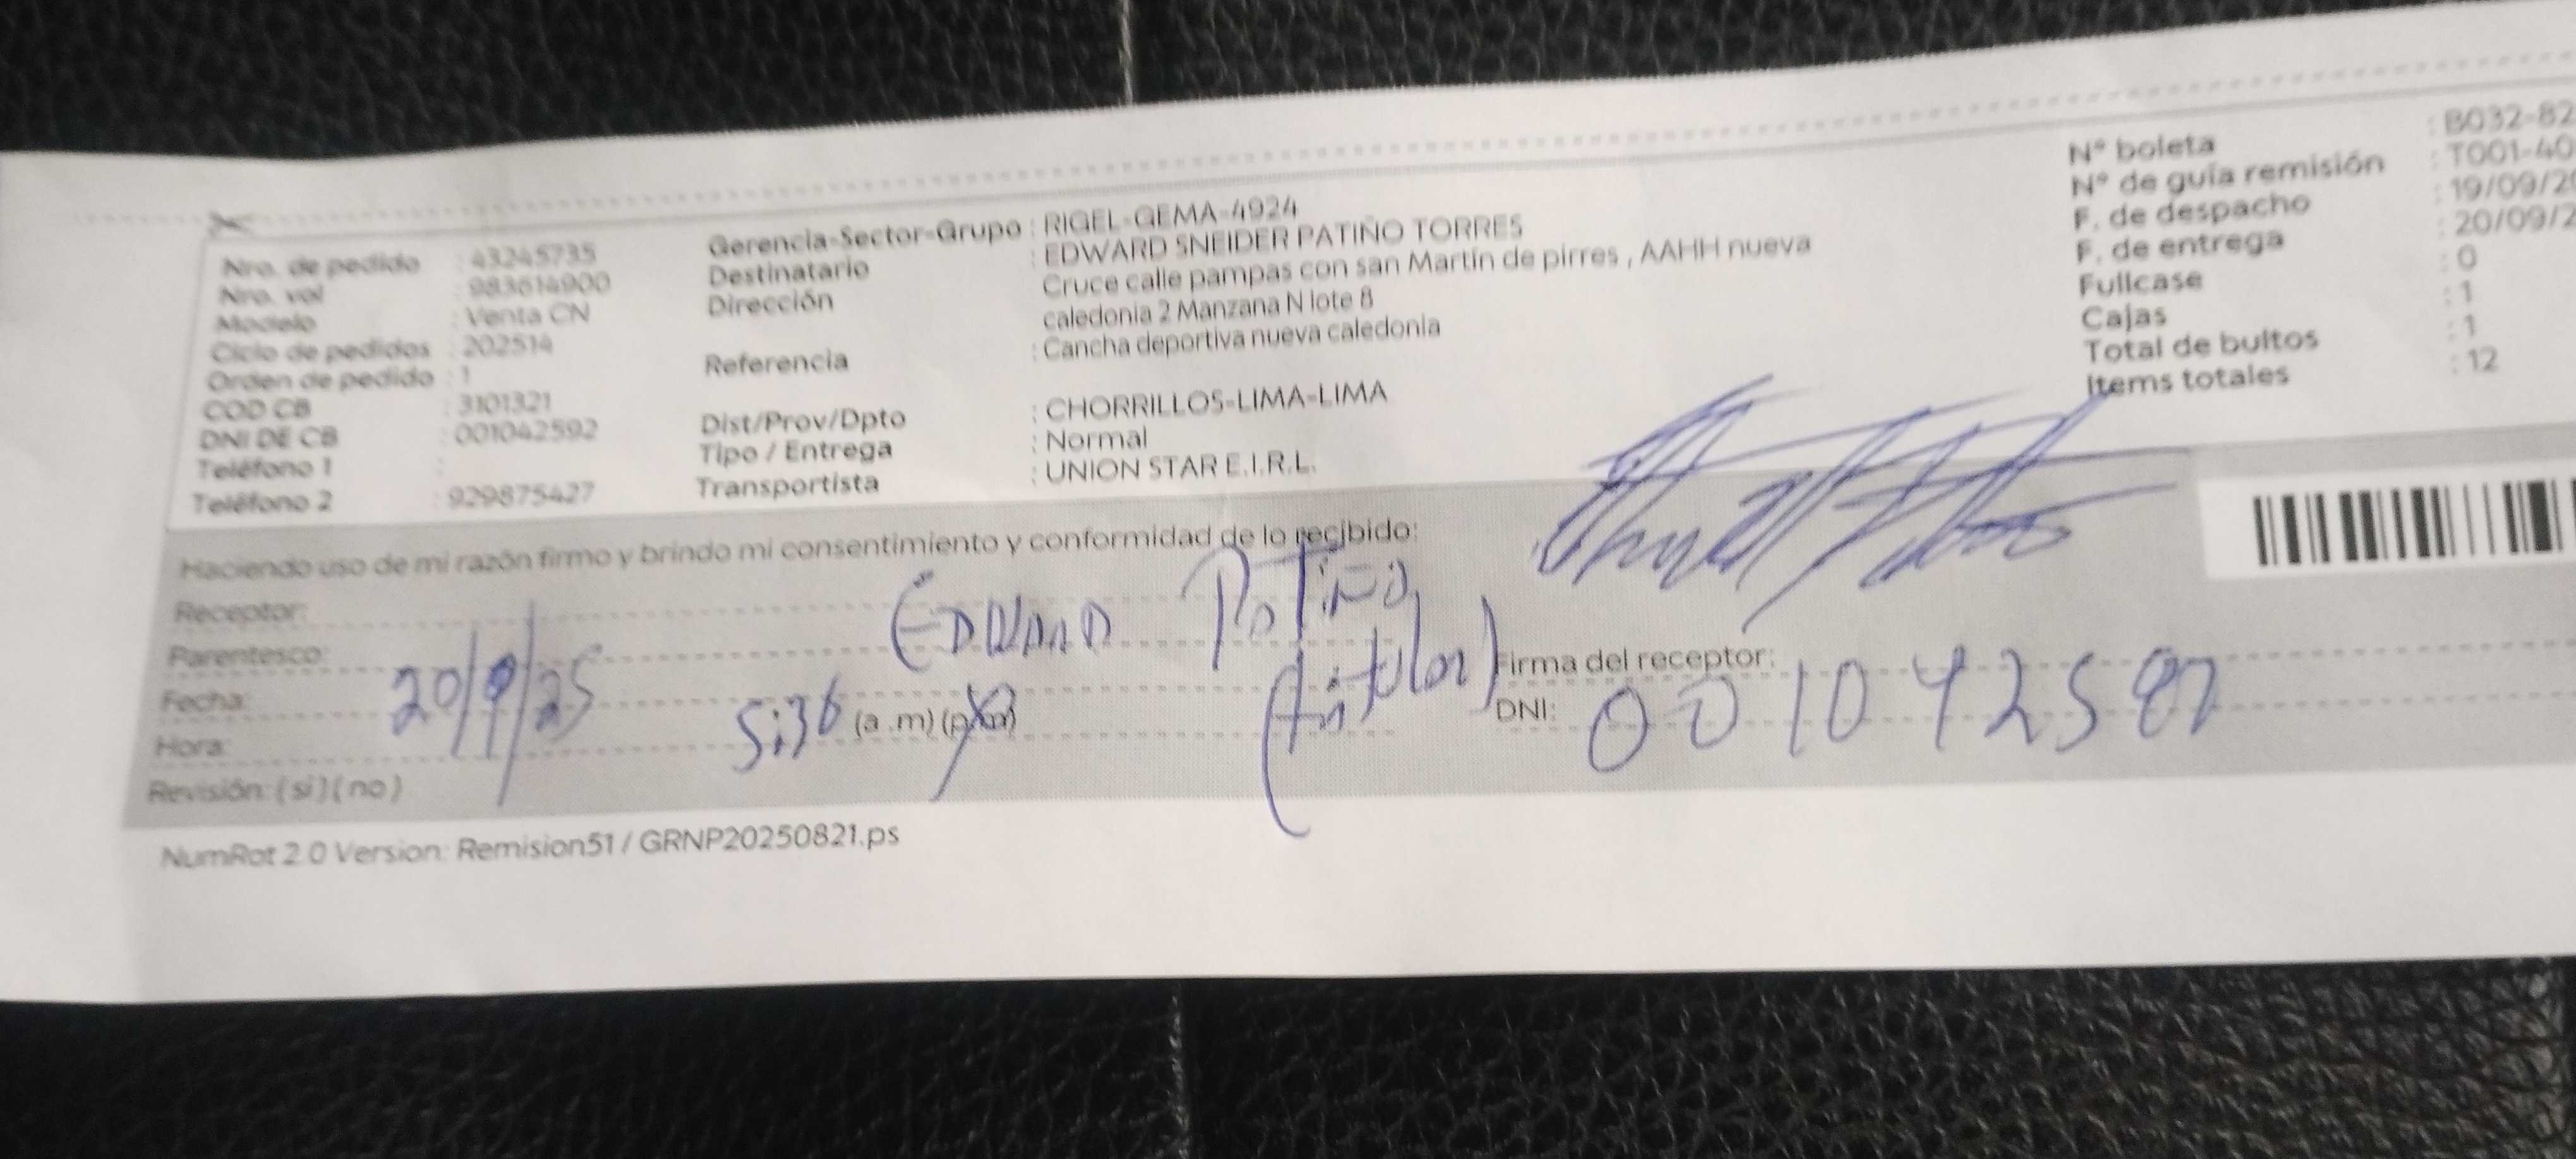 Nro. de pedido : 43245735
Nro. vol : 983614900
Modelo : Venta CN
Ciclo de pedidos : 202514
Orden de pedido : 1
COD CB : 3101321
DNI DE CB : 001042592
Teléfono 1 :
Teléfono 2 : 929875427
Gerencia-Sector-Grupo : RIGEL-GEMA-4924
Destinatario : EDWARD SNEIDER PATIÑO TORRES
Dirección : Cruce calle pampas con san Martín de pirres , AAHH nueva
caledonia 2 Manzana N lote 8
Referencia : Cancha deportiva nueva caledonia
Dist/Prov/Dpto : CHORRILLOS-LIMA-LIMA
Tipo / Entrega : Normal
Transportista : UNION STAR E.I.R.L.
N° boleta : B032-82
N° de guía remisión : T001-40
F. de despacho : 19/09/20
F. de entrega : 20/09/2
Fullcase : 0
Cajas : 1
Total de bultos : 1
Items totales : 12
Haciendo uso de mi razón firmo y brindo mi consentimiento y conformidad de lo recibido:
Receptor: Edward Patiño
Parentesco: (titular)
Firma del receptor:
Fecha: 20/9/25
Hora: 5:36 (a .m) (p.m)
DNI: 001042592
Revisión: ( si ) ( no )
NumRot 2.0 Version: Remision51 / GRNP20250821.ps